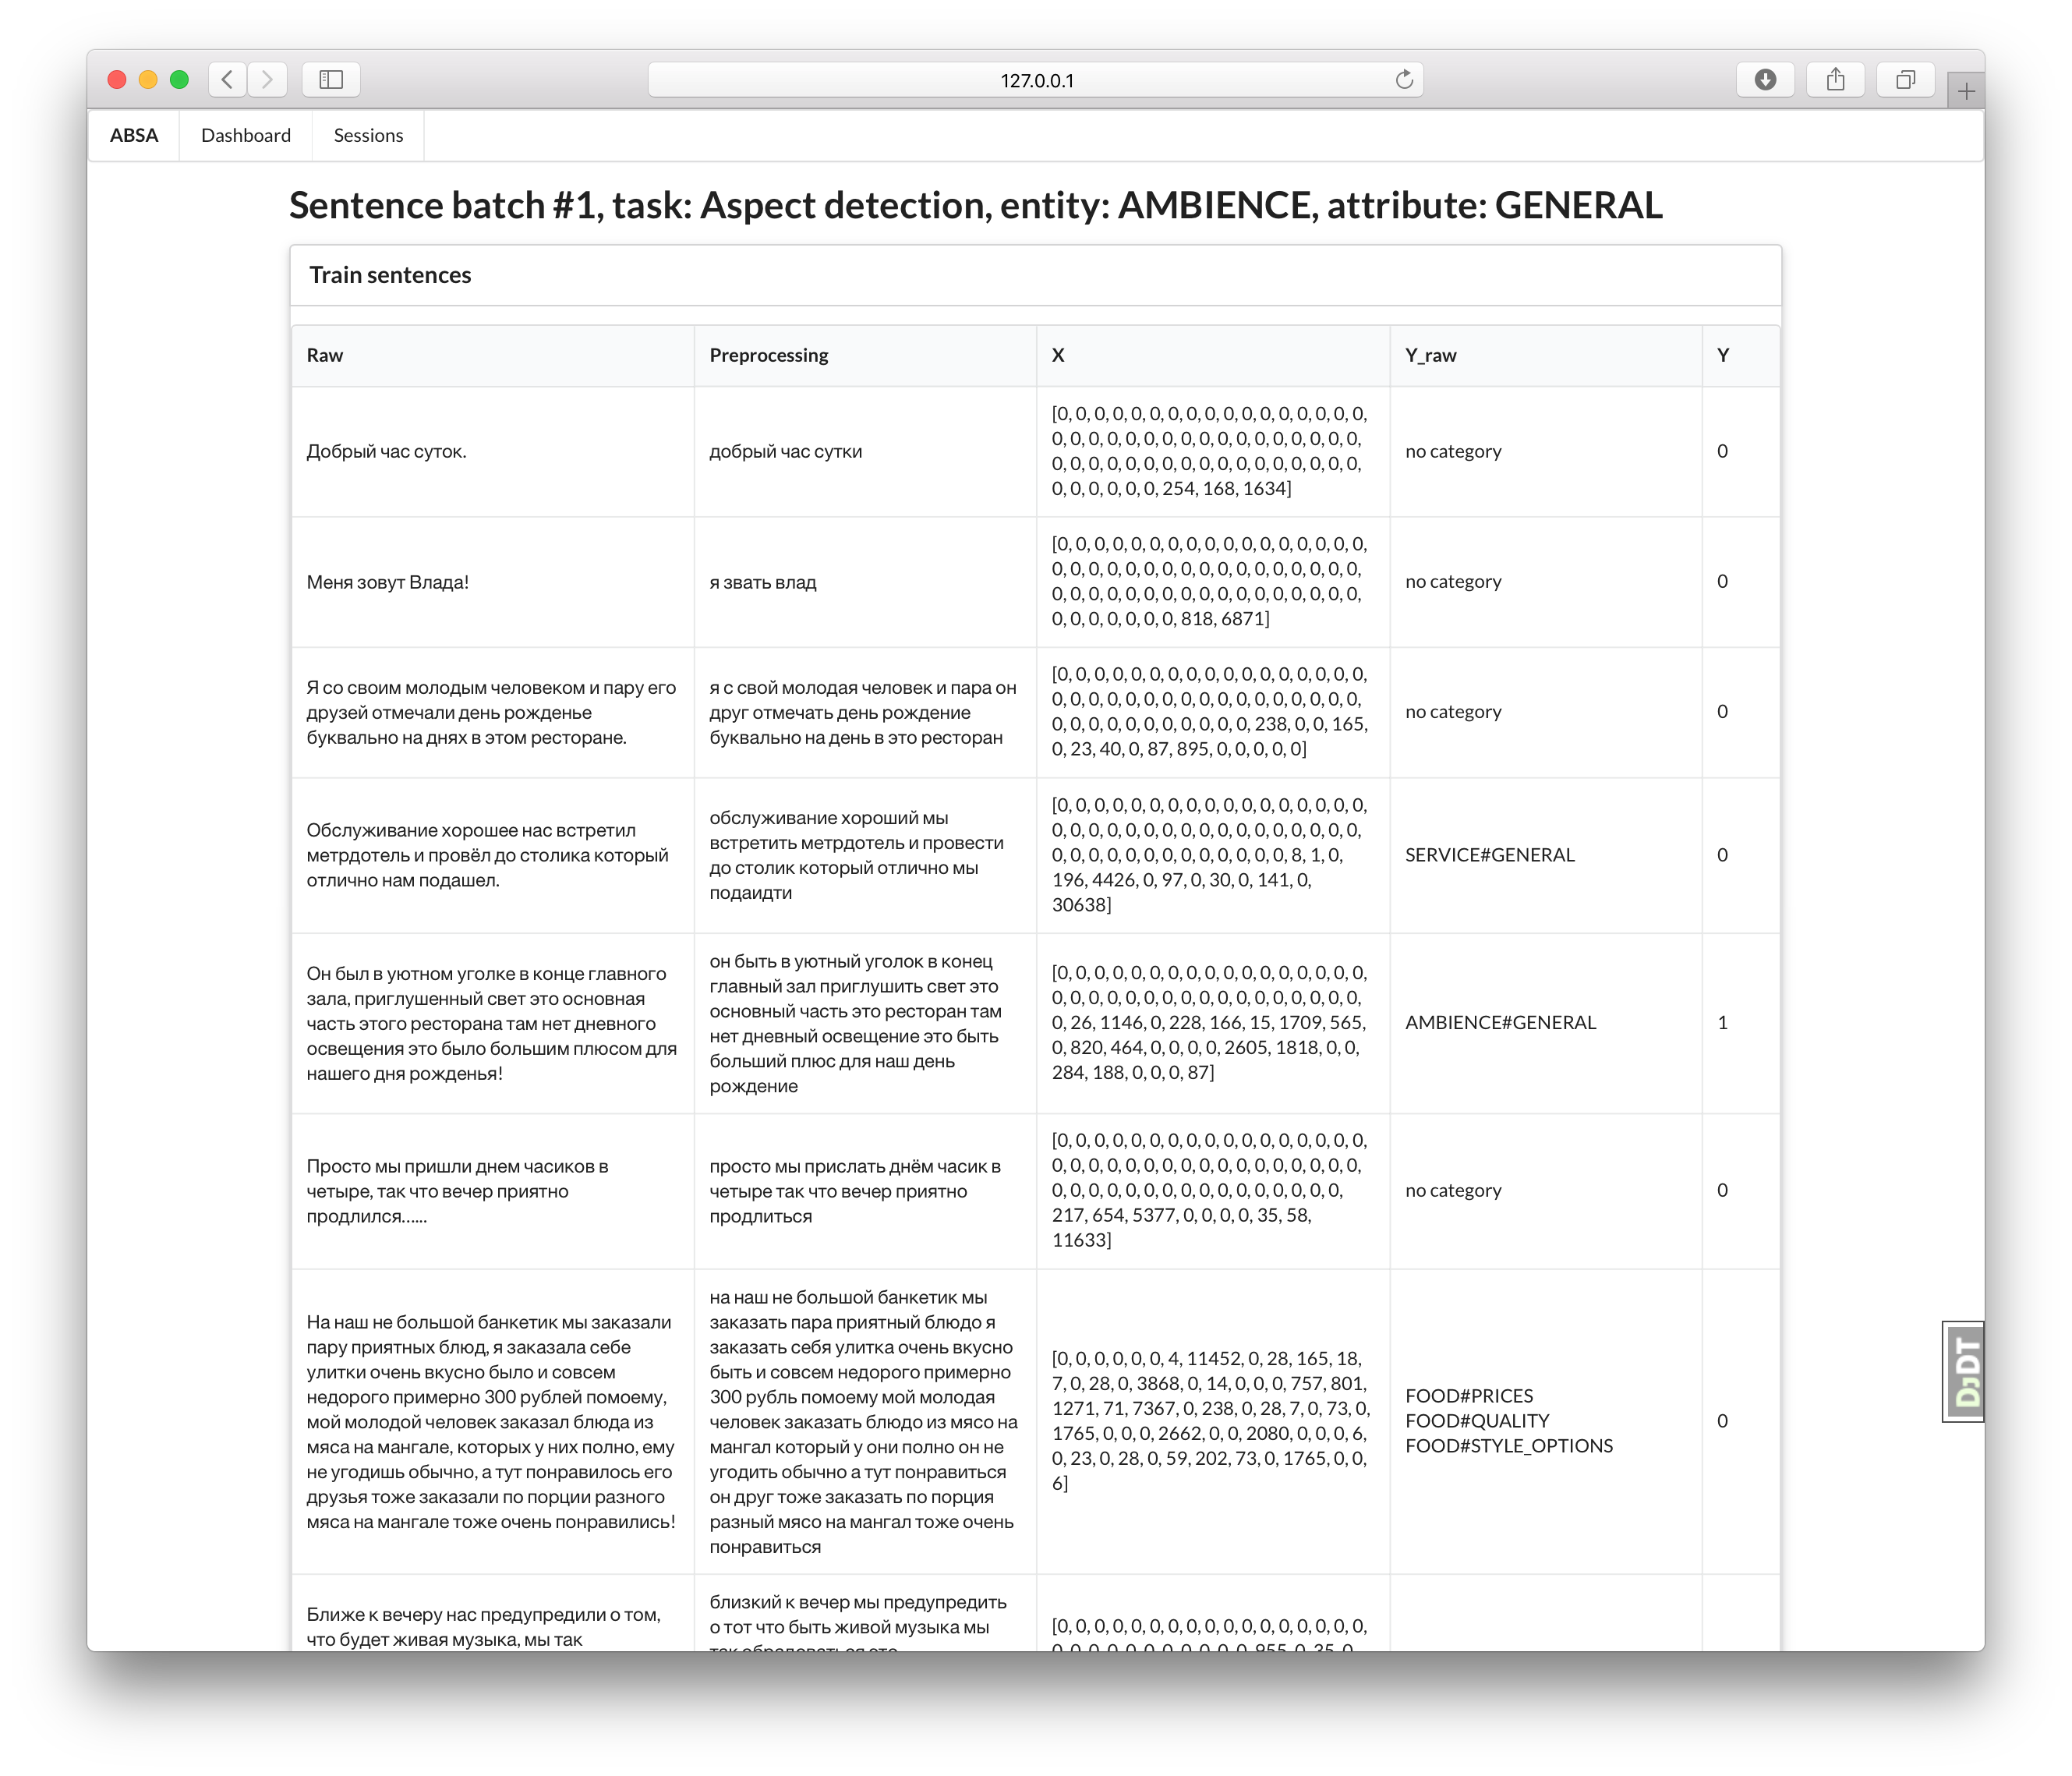 127.0.0.1
ABSA
Dashboard
Sessions
Sentence batch #1, task: Aspect detection, entity: AMBIENCE, attribute: GENERAL
Train sentences
Raw
Preprocessing
X
Y_raw
Y
Добрый час суток.
добрый час сутки
[0, 0, 0, 0, 0, 0, 0, 0, 0, 0, 0, 0, 0, 0, 0, 0, 0,
0, 0, 0, 0, 0, 0, 0, 0, 0, 0, 0, 0, 0, 0, 0, 0, 0,
0, 0, 0, 0, 0, 0, 0, 0, 0, 0, 0, 0, 0, 0, 0, 0, 0,
0, 0, 0, 0, 0, 0, 254, 168, 1634]
no category
0
Меня зовут Влада!
я звать влад
[0, 0, 0, 0, 0, 0, 0, 0, 0, 0, 0, 0, 0, 0, 0, 0, 0,
0, 0, 0, 0, 0, 0, 0, 0, 0, 0, 0, 0, 0, 0, 0, 0, 0,
0, 0, 0, 0, 0, 0, 0, 0, 0, 0, 0, 0, 0, 0, 0, 0, 0,
0, 0, 0, 0, 0, 0, 0, 818, 6871]
no category
0
Я со своим молодым человеком и пару его
друзей отмечали день рожденье
буквально на днях в этом ресторане.
я с свой молодая человек и пара он
друг отмечать день рождение
буквально на день в это ресторан
[0, 0, 0, 0, 0, 0, 0, 0, 0, 0, 0, 0, 0, 0, 0, 0, 0,
0, 0, 0, 0, 0, 0, 0, 0, 0, 0, 0, 0, 0, 0, 0, 0, 0,
0, 0, 0, 0, 0, 0, 0, 0, 0, 0, 0, 238, 0, 0, 165,
0, 23, 40, 0, 87, 895, 0, 0, 0, 0, 0]
no category
0
Обслуживание хорошее нас встретил
метрдотель и провёл до столика который
отлично нам подашел.
обслуживание хороший мы
встретить метрдотель и провести
до столик который отлично мы
подаидти
[0, 0, 0, 0, 0, 0, 0, 0, 0, 0, 0, 0, 0, 0, 0, 0, 0,
0, 0, 0, 0, 0, 0, 0, 0, 0, 0, 0, 0, 0, 0, 0, 0, 0,
0, 0, 0, 0, 0, 0, 0, 0, 0, 0, 0, 0, 0, 8, 1, 0,
196, 4426, 0, 97, 0, 30, 0, 141, 0,
30638]
SERVICE#GENERAL
0
Он был в уютном уголке в конце главного
зала, приглушенный свет это основная
часть этого ресторана там нет дневного
освещения это было большим плюсом для
нашего дня рожденья!
он быть в уютный уголок в конец
главный зал приглушить свет это
основный часть это ресторан там
нет дневный освещение это быть
больший плюс для наш день
рождение
[0, 0, 0, 0, 0, 0, 0, 0, 0, 0, 0, 0, 0, 0, 0, 0, 0,
0, 0, 0, 0, 0, 0, 0, 0, 0, 0, 0, 0, 0, 0, 0, 0, 0,
0, 26, 1146, 0, 228, 166, 15, 1709, 565,
0, 820, 464, 0, 0, 0, 0, 2605, 1818, 0, 0,
284, 188, 0, 0, 0, 87]
AMBIENCE#GENERAL
1
Просто мы пришли днем часиков в
четыре, так что вечер приятно
продлился......
просто мы прислать днём часик в
четыре так что вечер приятно
продлиться
[0, 0, 0, 0, 0, 0, 0, 0, 0, 0, 0, 0, 0, 0, 0, 0, 0,
0, 0, 0, 0, 0, 0, 0, 0, 0, 0, 0, 0, 0, 0, 0, 0, 0,
0, 0, 0, 0, 0, 0, 0, 0, 0, 0, 0, 0, 0, 0, 0, 0,
217, 654, 5377, 0, 0, 0, 0, 35, 58,
11633]
no category
0
На наш не большой банкетик мы заказали
пару приятных блюд, я заказала себе
улитки очень вкусно было и совсем
недорого примерно 300 рублей помоему,
мой молодой человек заказал блюда из
мяса на мангале, которых у них полно, ему
не угодишь обычно, а тут понравилось его
друзья тоже заказали по порции разного
мяса на мангале тоже очень понравились!
на наш не большой банкетик мы
заказать пара приятный блюдо я
заказать себя улитка очень вкусно
быть и совсем недорого примерно
300 рубль помоему мой молодая
человек заказать блюдо из мясо на
мангал который у они полно он не
угодить обычно а тут понравиться
он друг тоже заказать по порция
разный мясо на мангал тоже очень
понравиться
[0, 0, 0, 0, 0, 0, 4, 11452, 0, 28, 165, 18,
7, 0, 28, 0, 3868, 0, 14, 0, 0, 0, 757, 801,
1271, 71, 7367, 0, 238, 0, 28, 7, 0, 73, 0,
1765, 0, 0, 0, 2662, 0, 0, 2080, 0, 0, 0, 6,
0, 23, 0, 28, 0, 59, 202, 73, 0, 1765, 0, 0,
6]
FOOD#PRICES
FOOD#QUALITY
FOOD#STYLE_OPTIONS
0
Ближе к вечеру нас предупредили о том,
что будет живая музыка, мы так
близкий к вечер мы предупредить
о тот что быть живой музыка мы
так обрадоваться это
[0, 0, 0, 0, 0, 0, 0, 0, 0, 0, 0, 0, 0, 0, 0, 0, 0,
0, 0, 0, 0, 0, 0, 0, 0, 0, 0, 0, 955, 0, 35, 0,
DJDT